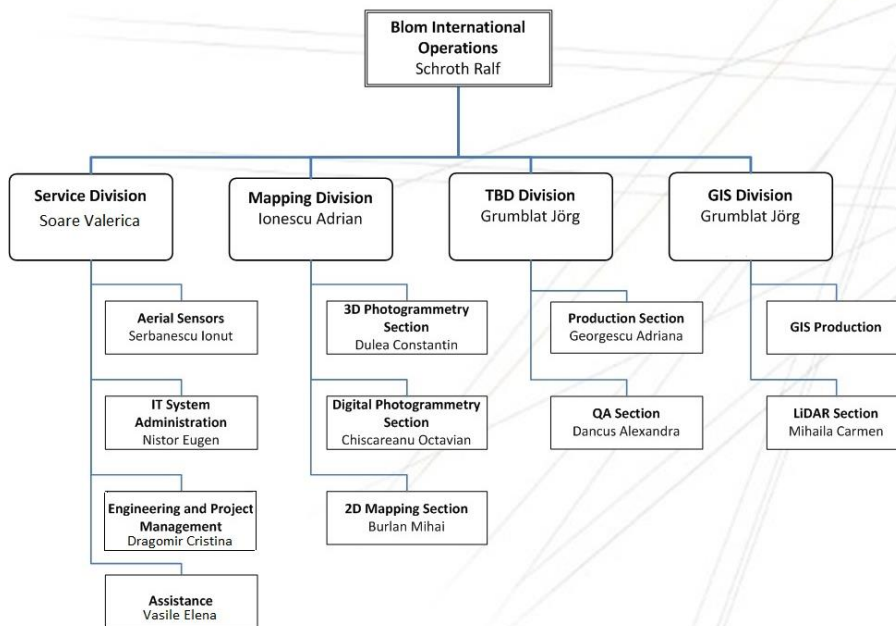 Blom International
Operations
Schroth Ralf
Service Division
Soare Valerica
Mapping Division
Ionescu Adrian
TBD Division
Grumblat Jörg
GIS Division
Grumblat Jörg
Aerial Sensors
Serbanescu Ionut
3D Photogrammetry
Section
Dulea Constantin
Production Section
Georgescu Adriana
GIS Production
IT System
Administration
Nistor Eugen
Digital Photogrammetry
Section
Chiscareanu Octavian
QA Section
Dancus Alexandra
LiDAR Section
Mihaila Carmen
Engineering and Project
Management
Dragomir Cristina
2D Mapping Section
Burlan Mihai
Assistance
Vasile Elena